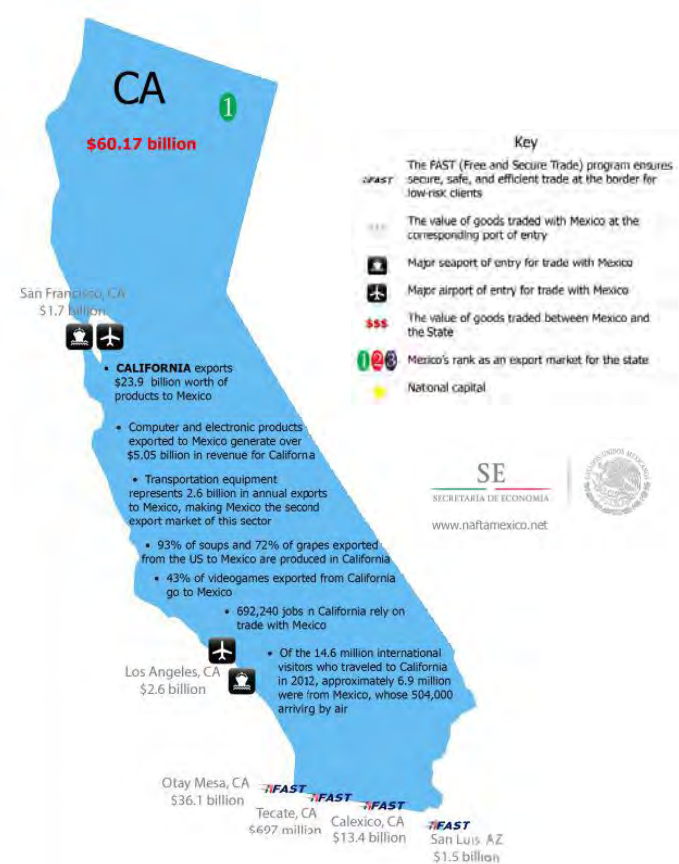 CA
1
$60.17 billion
San Francisco, CA
$1.7 billion
• CALIFORNIA exports
$23.9 billion worth of
products to Mexico
• Computer and electronic products
exported to Mexico generate over
$5.05 billion in revenue for California
• Transportation equipment
represents 2.6 billion in annual exports
to Mexico, making Mexico the second
export market of this sector
• 93% of soups and 72% of grapes exported
from the US to Mexico are produced in California
• 43% of videogames exported from California
go to Mexico
• 692,240 jobs n California rely on
trade with Mexico
• Of the 14.6 million international
visitors who traveled to California
in 2012, approximately 6.9 million
were from Mexico, whose 504,000
arriving by air
Los Angeles, CA
$2.6 billion
Otay Mesa, CA
$36.1 billion
FAST
FAST
Tecate, CA
$697 million
FAST
Calexico, CA
$13.4 billion
FAST
San Luis AZ
$1.5 billion
Key
FAST
The FAST (Free and Secure Trade) program ensures
secure, safe, and efficient trade at the border for
low-risk clients
The value of goods traded with Mexico at the
corresponding port of entry
Major seaport of entry for trade with Mexico
Major airport of entry for trade with Mexico
$$$
The value of goods traded between Mexico and
the State
1 2 3 Mexico's rank as an export market for the state
National capital
SE
SECRETARÍA DE ECONOMÍA
www.naftamexico.net
ESTADOS UNIDOS MEXICANOS